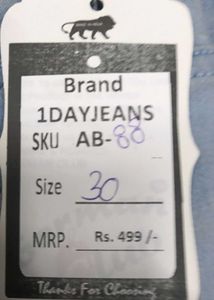 Brand
1DAYJEANS
SKU AB-88
Size 30
MRP. Rs. 499 /-
Thanks For Choosing